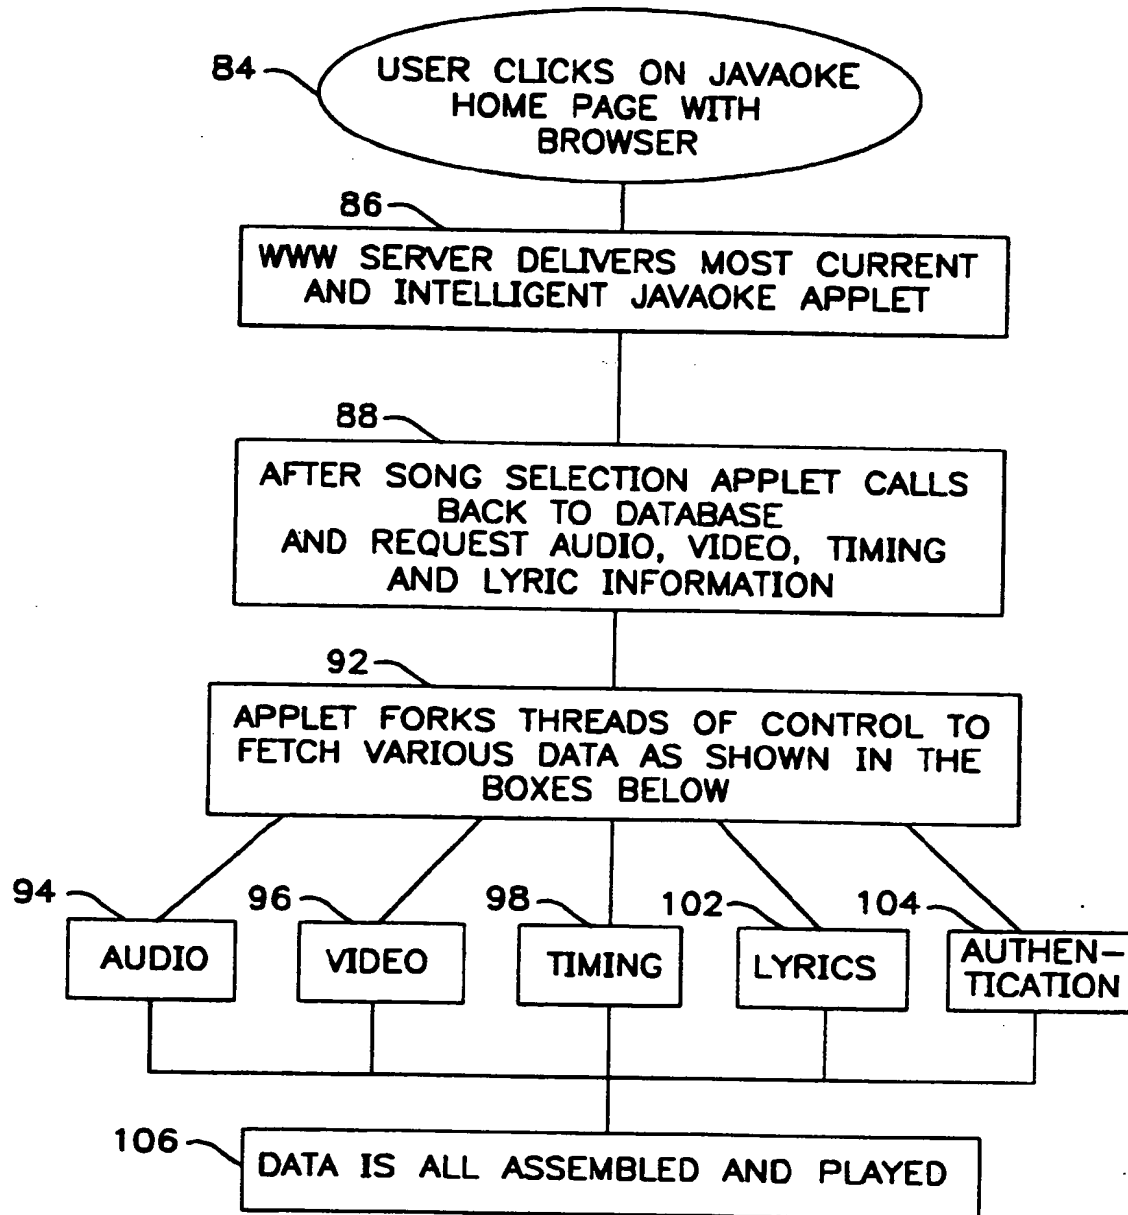 84
USER CLICKS ON JAVAOKE
HOME PAGE WITH
BROWSER
86
WWW SERVER DELIVERS MOST CURRENT
AND INTELLIGENT JAVAOKE APPLET
88
AFTER SONG SELECTION APPLET CALLS
BACK TO DATABASE
AND REQUEST AUDIO, VIDEO, TIMING
AND LYRIC INFORMATION
92
APPLET FORKS THREADS OF CONTROL TO
FETCH VARIOUS DATA AS SHOWN IN THE
BOXES BELOW
94
AUDIO
96
VIDEO
98
TIMING
102
LYRICS
104
AUTHEN-
TICATION
106
DATA IS ALL ASSEMBLED AND PLAYED